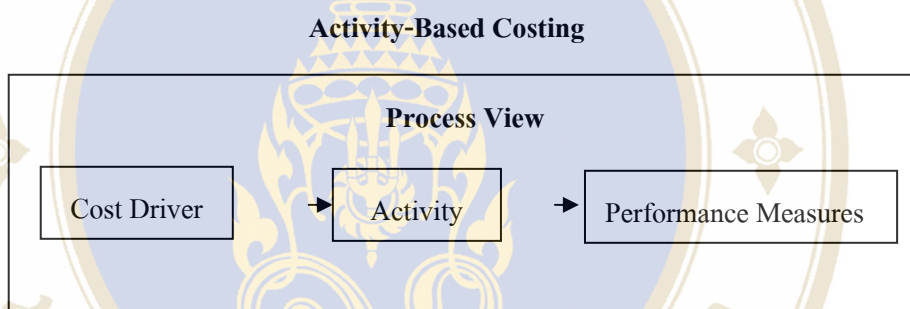 Activity-Based Costing
Process View
Cost Driver
Activity
Performance Measures